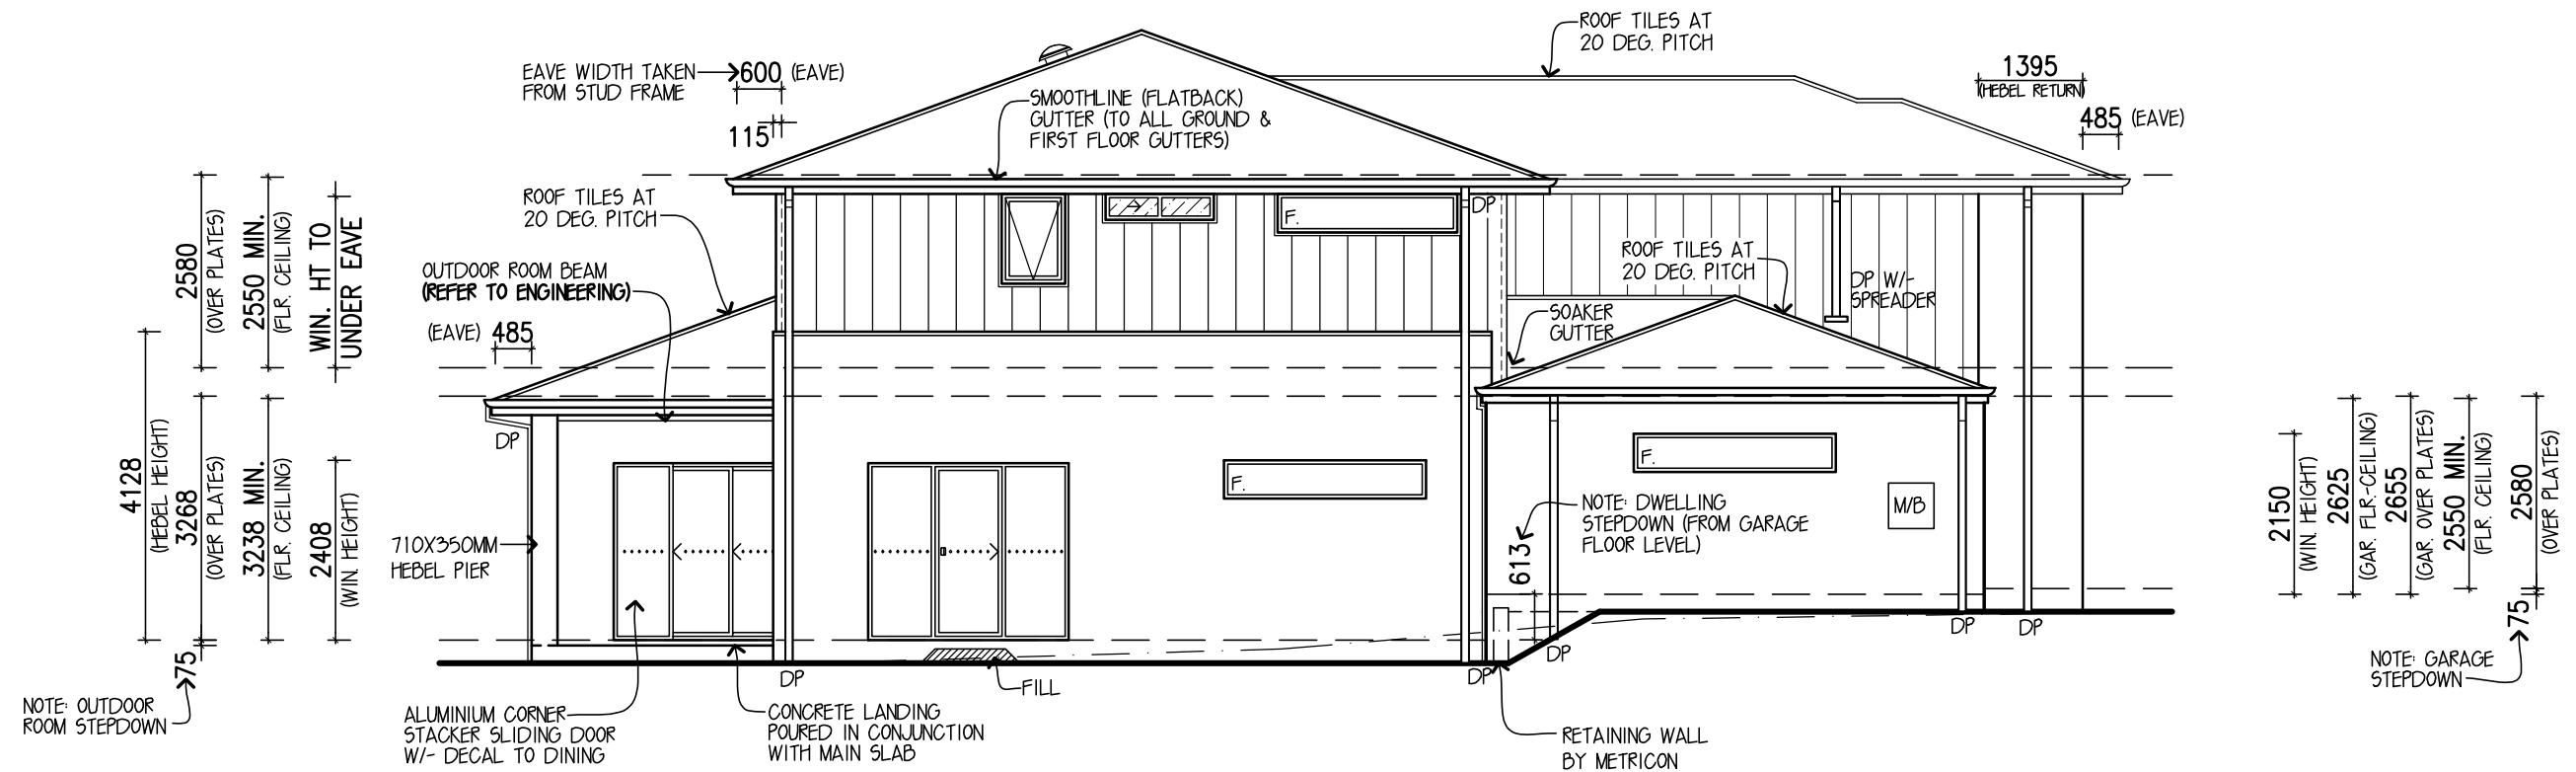 ROOF TILES AT
20 DEG. PITCH
EAVE WIDTH TAKEN
FROM STUD FRAME
600 (EAVE)
115
SMOOTHLINE (FLATBACK)
GUTTER (TO ALL GROUND &
FIRST FLOOR GUTTERS)
1395
(HEBEL RETURN)
485 (EAVE)
ROOF TILES AT
20 DEG. PITCH
OUTDOOR ROOM BEAM
(REFER TO ENGINEERING)
(EAVE) 485
F.
DP
ROOF TILES AT
20 DEG. PITCH
DP W/-
SPREADER
SOAKER
GUTTER
2580
(OVER PLATES)
2550 MIN.
(FLR. CEILING)
WIN. HT TO
UNDER EAVE
4128
(HEBEL HEIGHT)
3268
(OVER PLATES)
3238 MIN.
(FLR. CEILING)
2408
(WIN. HEIGHT)
75
NOTE: OUTDOOR
ROOM STEPDOWN
DP
710X350MM
HEBEL PIER
F.
F.
M/B
NOTE: DWELLING
STEPDOWN (FROM GARAGE
FLOOR LEVEL)
613
DP
DP
DP
DP
DP
FILL
ALUMINIUM CORNER
STACKER SLIDING DOOR
W/- DECAL TO DINING
CONCRETE LANDING
POURED IN CONJUNCTION
WITH MAIN SLAB
RETAINING WALL
BY METRICON
2150
(WIN. HEIGHT)
2625
(GAR. FLR.-CEILING)
2655
(GAR. OVER PLATES)
2550 MIN.
(FLR. CEILING)
2580
(OVER PLATES)
75
NOTE: GARAGE
STEPDOWN